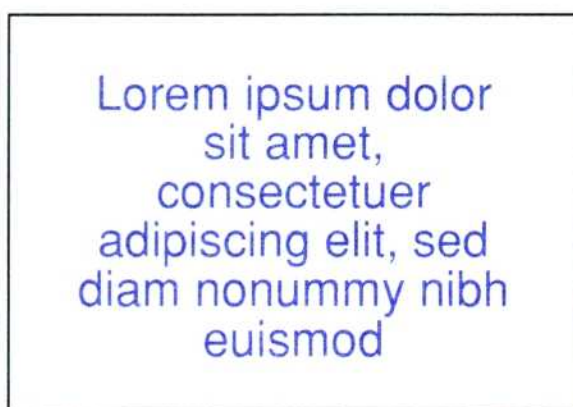 Lorem ipsum dolor
sit amet,
consectetuer
adipiscing elit, sed
diam nonummy nibh
euismod